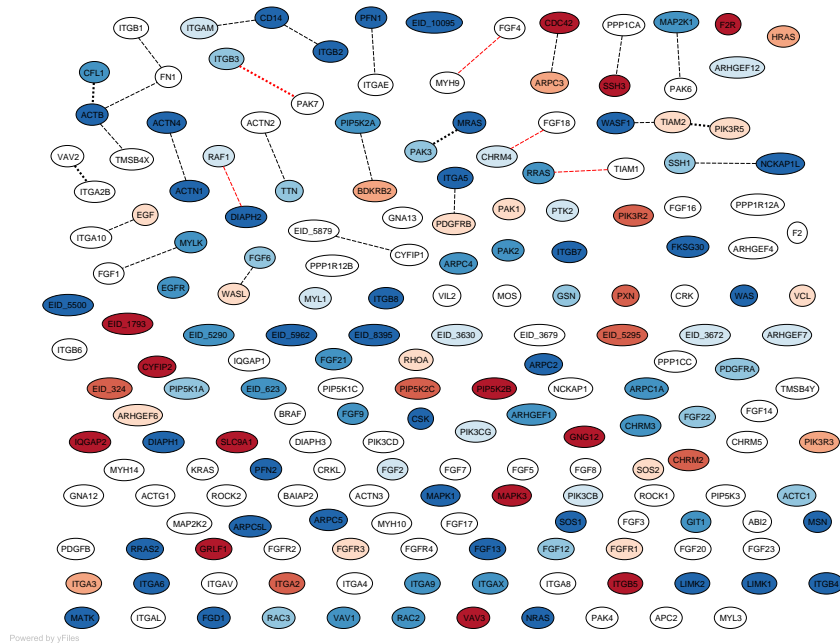 ITGB1 ITGAM CD14 PFN1 EID_10095 FGF4 CDC42 PPP1CA MAP2K1 F2R
HRAS
ITGB2
ITGB3 CFL1 FN1 ITGAE MYH9 ARPC3 SSH3 PAK6 ARHGEF12
PAK7
ACTB ACTN4 ACTN2 PIP5K2A MRAS FGF18 WASF1 TIAM2 PIK3R5
VAV2 TMSB4X RAF1 PAK3 CHRM4 SSH1 NCKAP1L
ITGA5 RRAS TIAM1
ITGA2B ACTN1 TTN BDKRB2
EGF DIAPH2 GNA13 PDGFRB PAK1 PTK2 PIK3R2 FGF16 PPP1R12A
ITGA10 MYLK EID_5879 F2
FGF1 FGF6 PPP1R12B CYFIP1 ARPC4 PAK2 ITGB7 FKSG30 ARHGEF4
EGFR WASL MYL1 ITGB8 VIL2 MOS GSN PXN CRK WAS VCL
EID_5500
EID_1793 EID_5290 EID_5962 EID_8395 EID_3630 EID_3679 EID_5295 EID_3672 ARHGEF7
ITGB6 CYFIP2 IQGAP1 FGF21 RHOA ARPC2 PPP1CC PDGFRA
EID_324 PIP5K1A EID_623 PIP5K1C PIP5K2C PIP5K2B NCKAP1 ARPC1A TMSB4Y
ARHGEF6 BRAF FGF9 CSK ARHGEF1 CHRM3 FGF22 FGF14
IQGAP2 DIAPH1 SLC9A1 DIAPH3 PIK3CD PIK3CG GNG12 CHRM2 CHRM5 PIK3R3
MYH14 KRAS PFN2 CRKL FGF2 FGF7 FGF5 FGF8 SOS2
GNA12 ACTG1 ROCK2 BAIAP2 ACTN3 MAPK1 MAPK3 PIK3CB ROCK1 PIP5K3 ACTC1
MAP2K2 ARPC5L ARPC5 MYH10 FGF17 SOS1 FGF3 GIT1 ABI2 MSN
PDGFB RRAS2 GRLF1 FGFR2 FGFR3 FGFR4 FGF13 FGF12 FGFR1 FGF20 FGF23
ITGA3 ITGA6 ITGAV ITGA2 ITGA4 ITGA9 ITGAX ITGA8 ITGB5 LIMK2 LIMK1 ITGB4
MATK ITGAL FGD1 RAC3 VAV1 RAC2 VAV3 NRAS PAK4 APC2 MYL3
Powered by yFiles